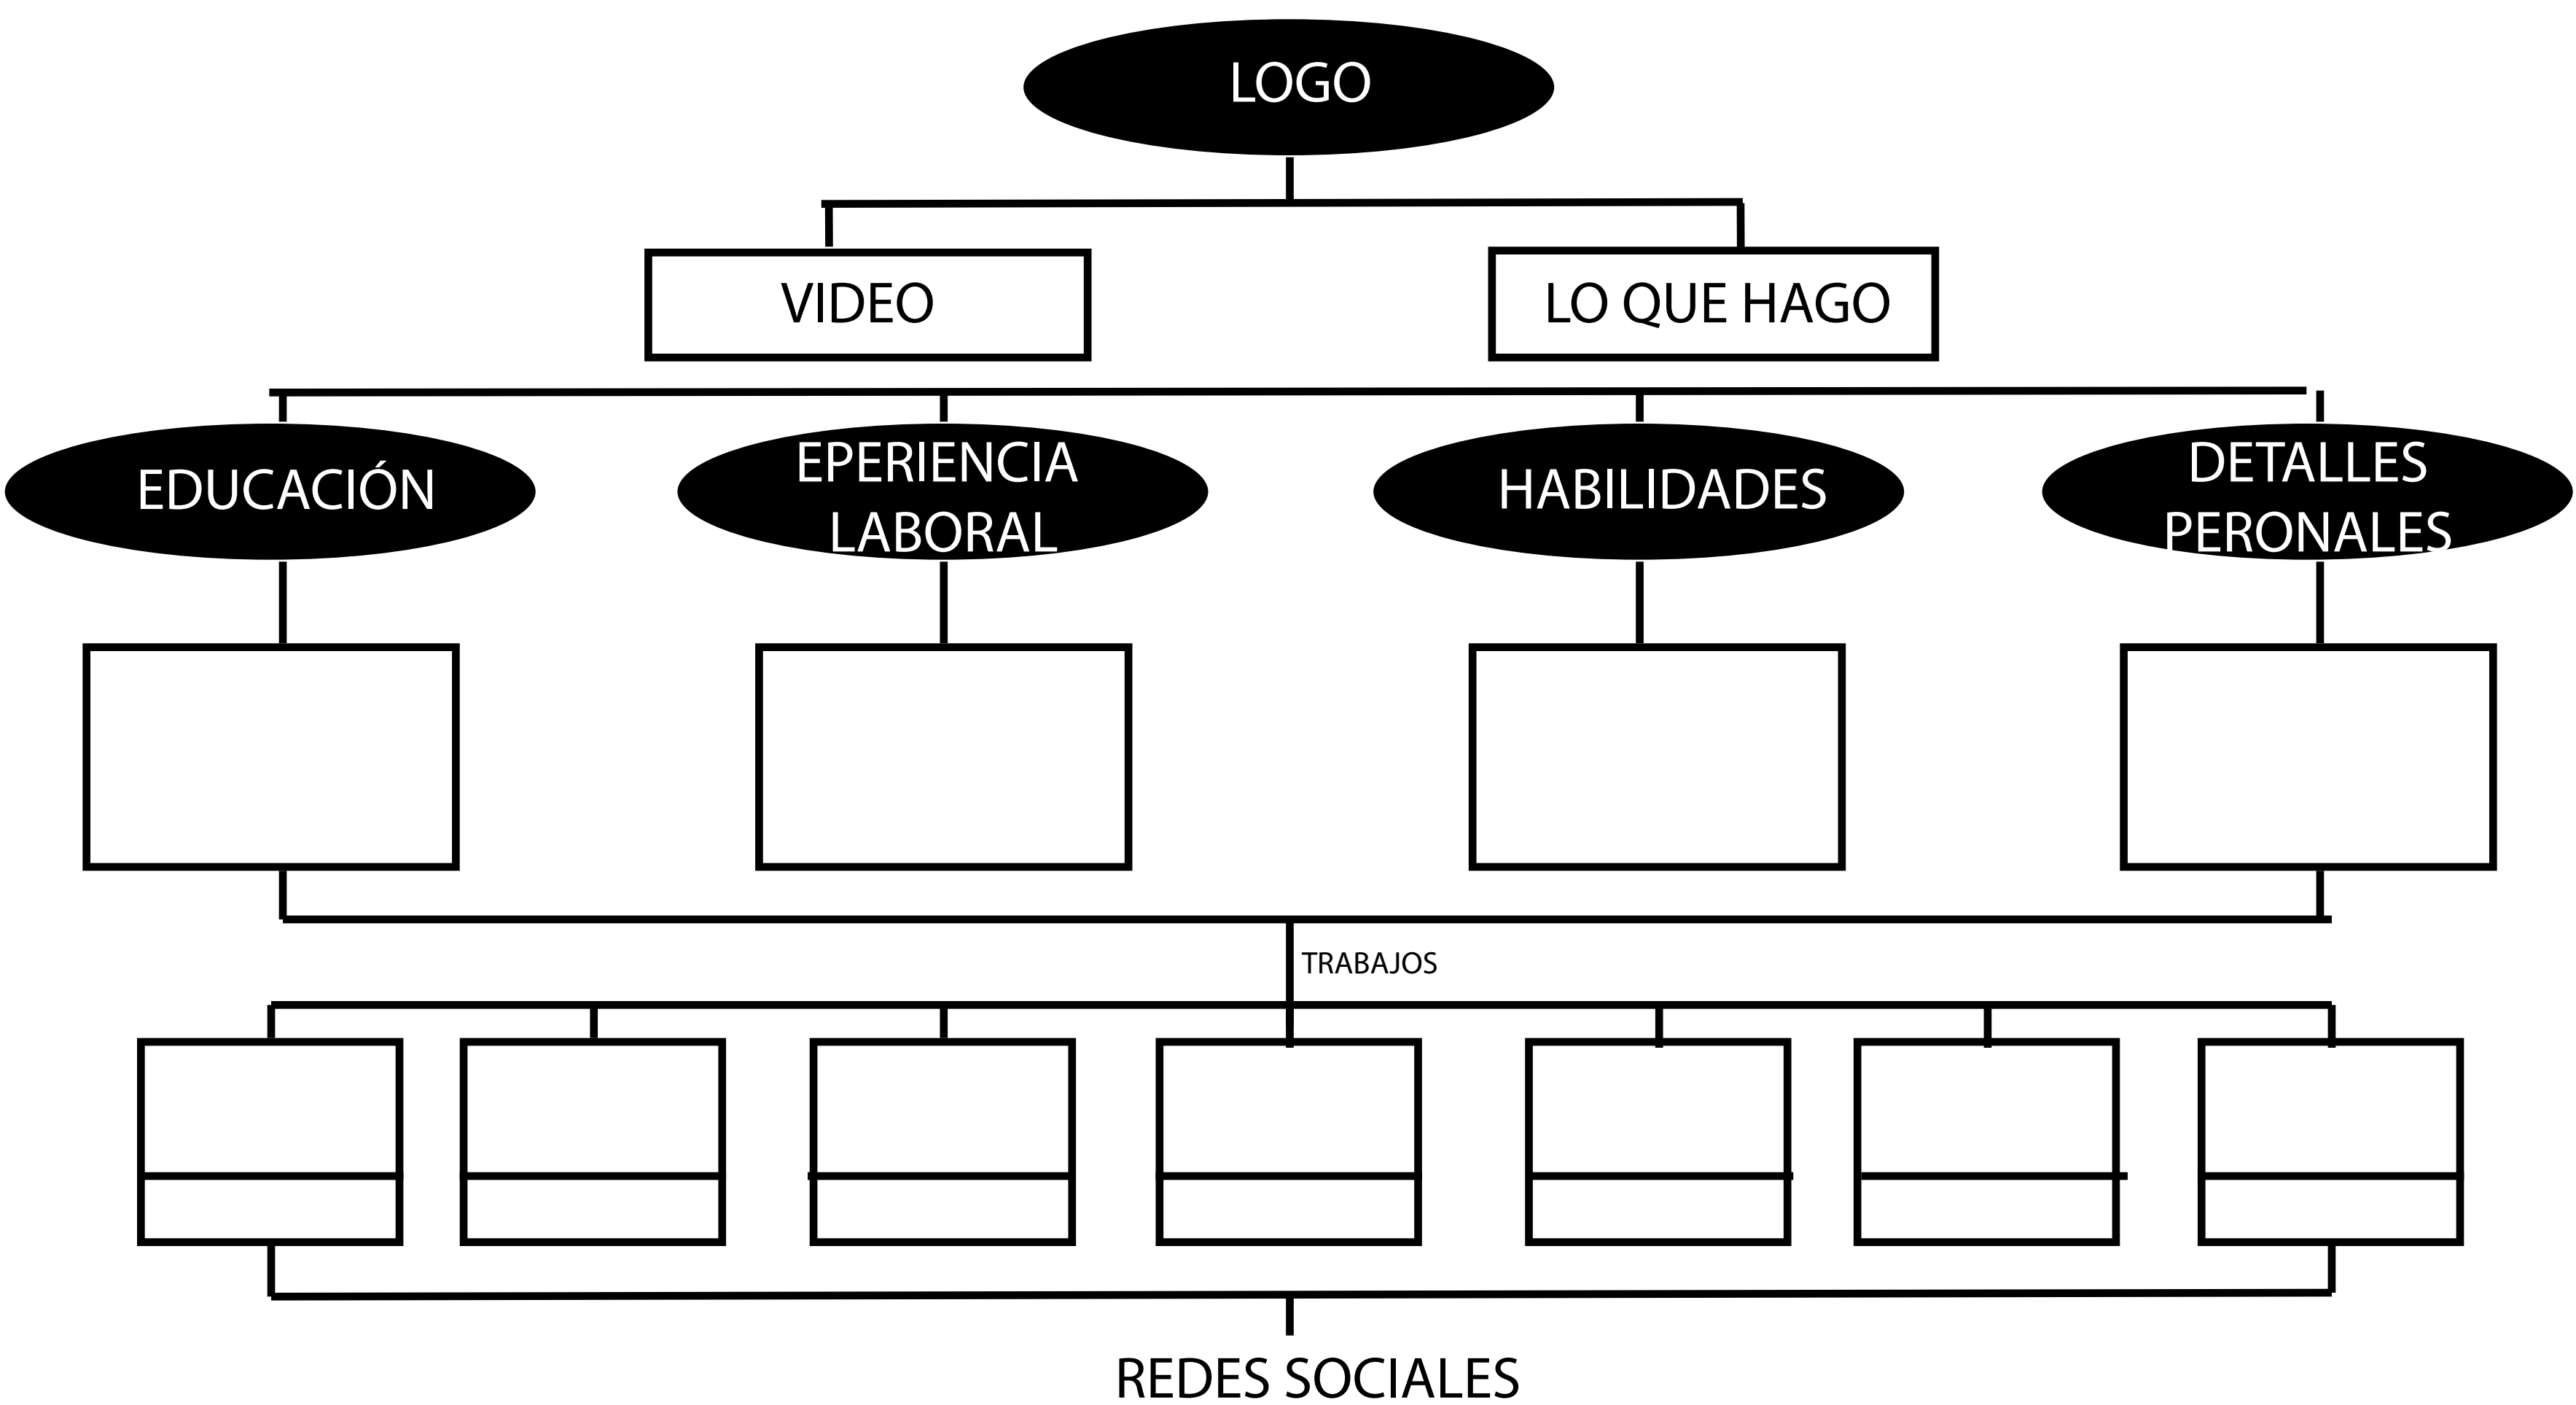 LOGO
VIDEO
LO QUE HAGO
EDUCACIÓN
EPERIENCIA
LABORAL
HABILIDADES
DETALLES
PERONALES
TRABAJOS
REDES SOCIALES